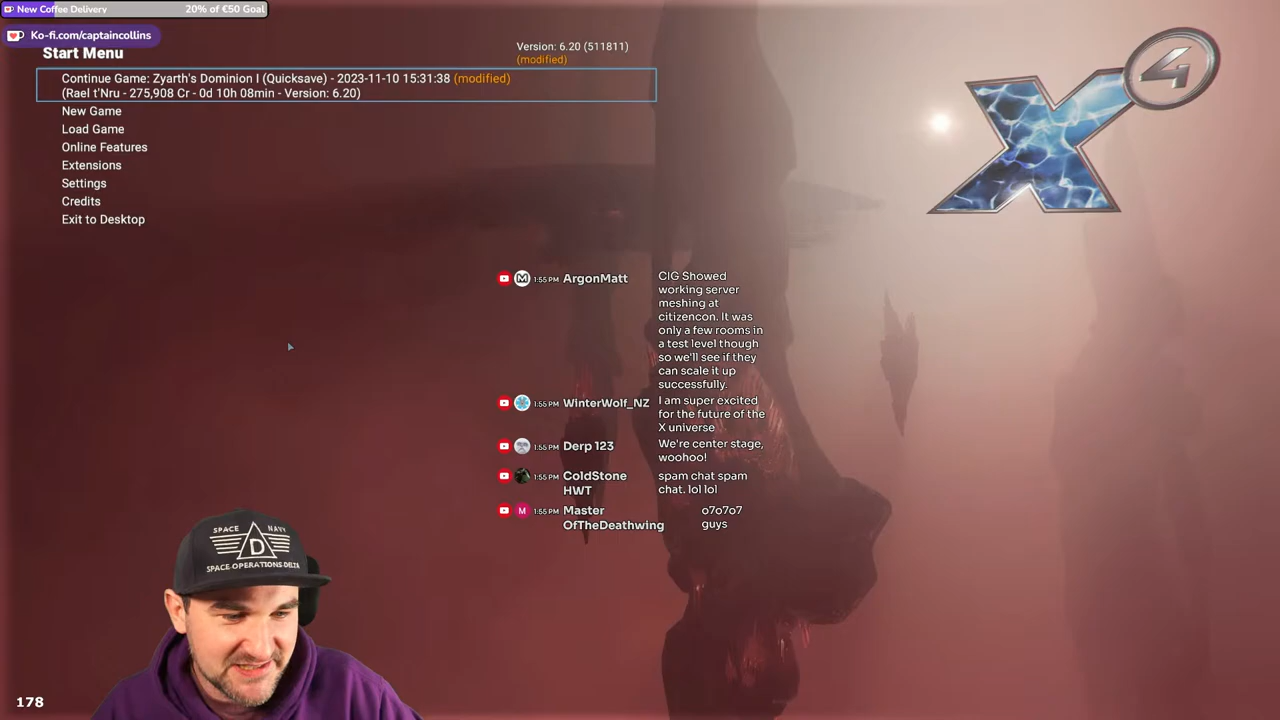 New Coffee Delivery 20% of €50 Goal
Ko-fi.com/captaincollins
Start Menu
Version: 6.20 (511811)
(modified)
Continue Game: Zyarth's Dominion I (Quicksave) - 2023-11-10 15:31:38 (modified)
(Rael t'Nru - 275,908 Cr - 0d 10h 08min - Version: 6.20)
New Game
Load Game
Online Features
Extensions
Settings
Credits
Exit to Desktop
X4
1:55 PM ArgonMatt
CIG Showed
working server
meshing at
citizencon. It was
only a few rooms in
a test level though
so we'll see if they
can scale it up
successfully.
1:55 PM WinterWolf_NZ
I am super excited
for the future of the
X universe
1:55 PM Derp 123
We're center stage,
woohoo!
1:55 PM ColdStone
HWT
spam chat spam
chat. lol lol
M 1:55 PM Master
OfTheDeathwing
o7o7o7
guys
SPACE NAVY
D
SPACE OPERATIONS DELTA
178